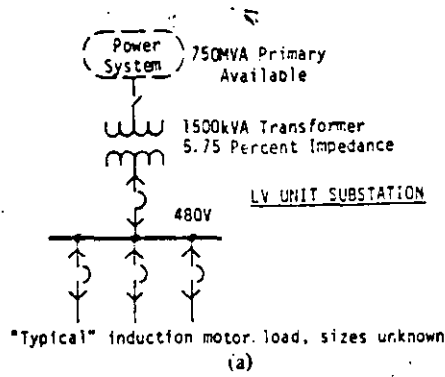 Power
System
750MVA Primary
Available
1500kVA Transformer
5.75 Percent Impedance
LV UNIT SUBSTATION
480V
"Typical" induction motor load, sizes unknown
(a)